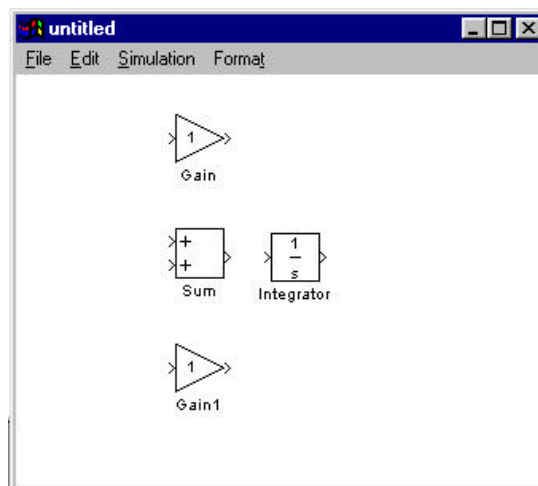 untitled
File Edit Simulation Format
1
Gain
+
+
Sum
1
s
Integrator
1
Gain1